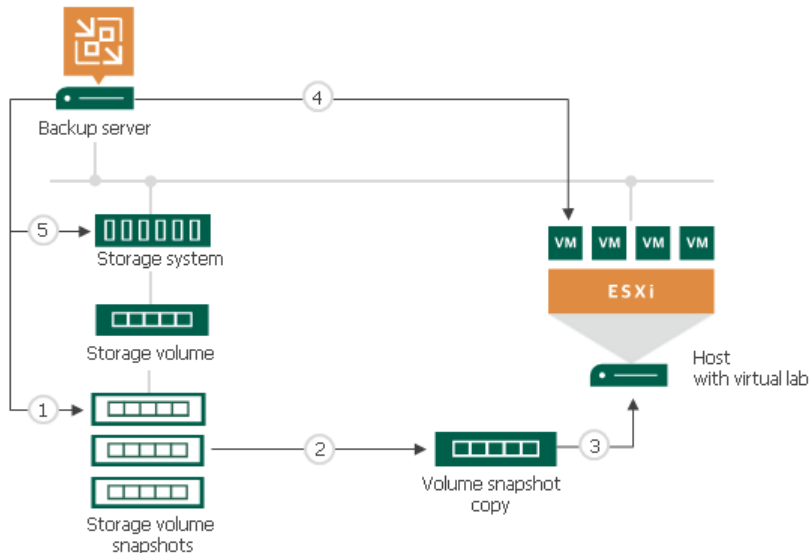 4
Backup server
5
Storage system
VM VM VM VM
ESXi
Storage volume
Host
with virtual lab
1
2
3
Volume snapshot
copy
Storage volume
snapshots